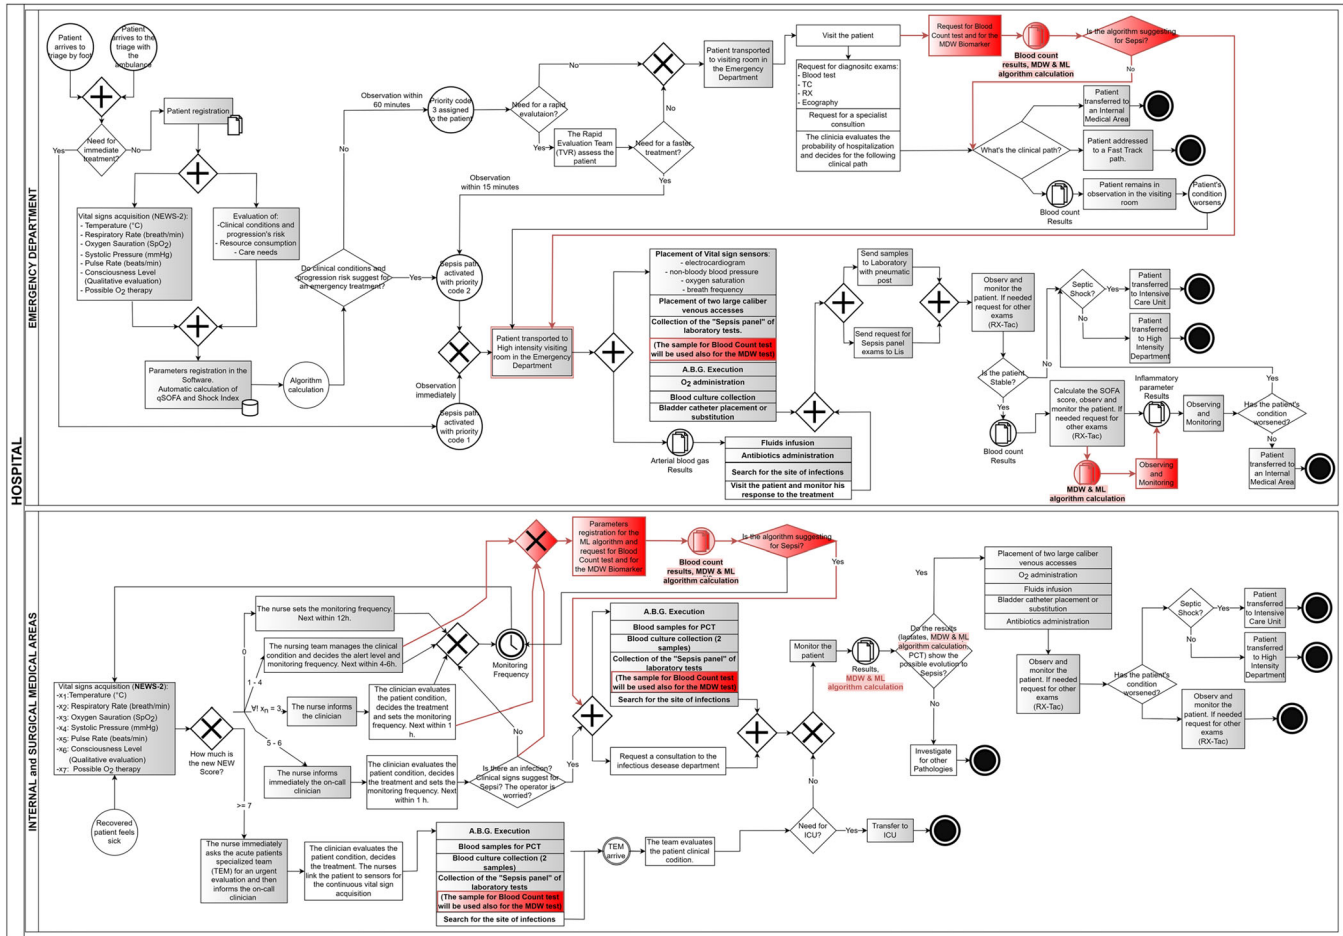 HOSPITAL
EMERGENCY DEPARTMENT
Patient
arrives to
triage by foot
Patient
arrives to the
triage with the
ambulance
Need for
immediate
treatment?
No
Yes
Patient registration
Vital signs acquisition (NEWS-2):
- Temperature (°C)
- Respiratory Rate (breath/min)
- Oxygen Sauration (SpO2)
- Systolic Pressure (mmHg)
- Pulse Rate (beats/min)
- Consciousness Level
(Qualitative evaluation)
- Possible O2 therapy
Evaluation of:
-Clinical conditions and
progression's risk
- Resource consumption
- Care needs
Parameters registration in the
Software.
Automatic calculation of
qSOFA and Shock Index
Algorithm
calculation
Do clinical conditions and
progression risk suggest for
an emergency treatment?
No
Yes
Observation within
60 minutes
Priority code
3 assigned
to the patient
Need for a rapid
evalutaion?
No
Yes
The Rapid
Evaluation Team
(TVR) assess the
patient
Need for a faster
treatment?
No
Yes
Observation
within 15 minutes
Sepsis path
activated
with priority
code 2
Observation
immediately
Sepsis path
activated
with priority
code 1
Patient transported
to visiting room in
the Emergency
Department
Visit the patient
Request for diagnositc exams:
- Blood test
- TC
- RX
- Ecography
Request for a specialist
consultion
The clinicia evaluates the
probability of hospitalization and
decides for the following
clinical path
Request for Blood
Count test and for the
MDW Biomarker
Blood count
results, MDW & ML
algorithm calculation
Is the algorithm suggesting
for Sepsi?
No
What's the clinical path?
Patient
transferred to
an Internal
Medical Area
Patient addressed
to a Fast Track
path.
Blood count
Results
Patient remains in
observation in the visiting
room
Patient's
condition
worsens
Patient transported to
High intensity visiting
room in the Emergency
Department
Placement of Vital sign sensors:
- electrocardiogram
- non-bloody blood pressure
- oxygen saturation
- breath frequency
Placement of two large caliber
venous accesses
Collection of the "Sepsis panel" of
laboratory tests.
(The sample for Blood Count test
will be used also for the MDW test)
A.B.G. Execution
O2 administration
Blood culture collection
Bladder catheter placement or
substitution
Arterial blood gas
Results
Fluids infusion
Antibiotics administration
Search for the site of infections
Visit the patient and monitor his
response to the treatment
Send samples
to Laboratory
with pneumatic
post
Send request for
Sepsis panel
exams to Lis
Observ and
monitor the
patient. If needed
request for other
exams
(RX-Tac)
Is the patient
Stable?
No
Yes
Blood count
Results
Septic
Shock?
Yes
No
Patient
transferred to
Intensive Care
Unit
Patient
transferred
to High
Intensity
Department
Calculate the SOFA
score, observ and
monitor the patient. If
needed request for
other exams
(RX-Tac)
MDW & ML
algorithm calculation
Observing
and
Monitoring
Inflammatory
parameter
Results
Observing
and
Monitoring
Yes
Has the patient's
condition
worsened?
No
Patient
transferred to
an Internal
Medical Area
INTERNAL and SURGICAL MEDICAL AREAS
Vital signs acquisition (NEWS-2):
-x1:Temperature (°C)
-x2: Respiratory Rate (breath/min)
-x3: Oxygen Sauration (SpO2)
-x4: Systolic Pressure (mmHg)
-x5: Pulse Rate (beats/min)
-x6: Consciousness Level
(Qualitative evaluation)
-x7: Possible O2 therapy
Recovered
patient feels
sick
How much is
the new NEW
Score?
0
1 - 4
∀! xn = 3
5 - 6
>= 7
The nurse sets the monitoring frequency.
Next within 12h.
The nursing team manages the clinical
condition and decides the alert level and
monitoring frequency. Next within 4-6h.
The nurse informs
the clinician
The clinician evaluates
the patient condition,
decides the treatment
and sets the monitoring
frequency. Next within 1
h.
The nurse informs
immediately the on-call
clinician
The clinician evaluates the
patient condition, decides
the treatment and sets the
monitoring frequency. Next
within 1 h.
Monitoring
Frequency
No
Is there an infection?
Clinical signs suggest for
Sepsi? The operator is
worried?
Yes
Parameters
registration for the
ML algorithm and
request for Blood
Count test and for
the MDW Biomarker
Blood count
results, MDW & ML
algorithm calculation
Is the algorithm suggesting
for Sepsi?
No
Yes
A.B.G. Execution
Blood samples for PCT
Blood culture collection (2
samples)
Collection of the "Sepsis panel" of
laboratory tests
(The sample for Blood Count test
will be used also for the MDW test)
Search for the site of infections
Request a consultation to the
infectious desease department
The nurse immediately
asks the acute patients
specialized team
(TEM) for an urgent
evaluation and then
informs the on-call
clinician
The clinician evaluates the
patient condition, decides
the treatment. The nurses
link the patient to sensors for
the continuous vital sign
acquisition
A.B.G. Execution
Blood samples for PCT
Blood culture collection (2
samples)
Collection of the "Sepsis panel" of
laboratory tests
(The sample for Blood Count test
will be used also for the MDW test)
Search for the site of infections
TEM
arrive
The team evaluates
the patient clinical
codition.
Need for
ICU?
No
Yes
Transfer to
ICU
Monitor the
patient
Results,
MDW & ML
algorithm calculation
Do the results
(lactates, MDW & ML
algorithm calculation,
PCT) show the
possible evolution to
Sepsis?
Yes
No
Investigate
for other
Pathologies
Placement of two large caliber
venous accesses
O2 administration
Fluids infusion
Bladder catheter placement or
substitution
Antibiotics administration
Observ and monitor
the patient. If needed
request for other
exams
(RX-Tac)
Has the patient's
condition
worsened?
Yes
No
Septic
Shock?
Yes
No
Patient
transferred to
Intensive Care
Unit
Patient
transferred
to High
Intensity
Department
Observ and
monitor the
patient. If needed
request for other
exams
(RX-Tac)